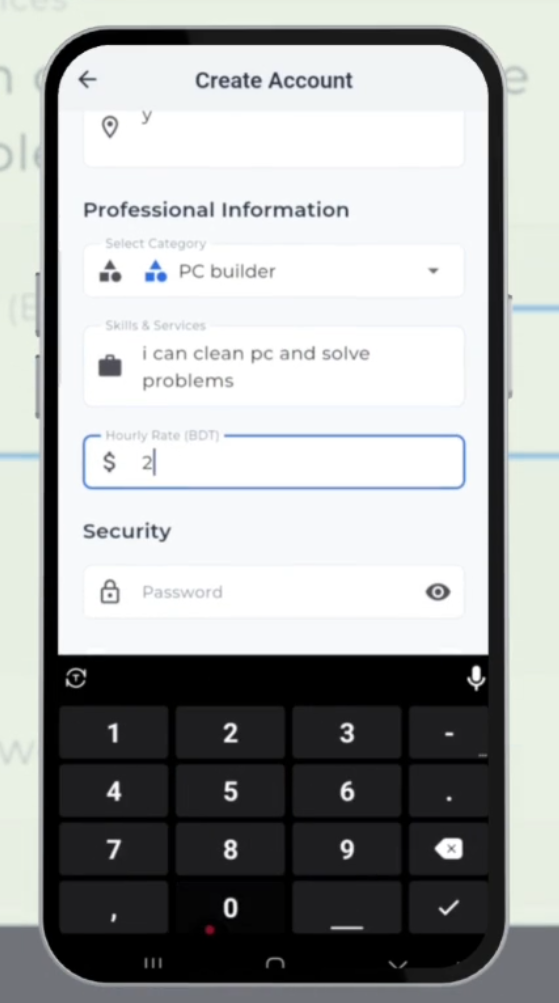 Create Account
y
Professional Information
Select Category
PC builder
Skills & Services
i can clean pc and solve
problems
Hourly Rate (BDT)
$ 2
Security
Password
1 2 3 -
4 5 6 .
7 8 9
, 0